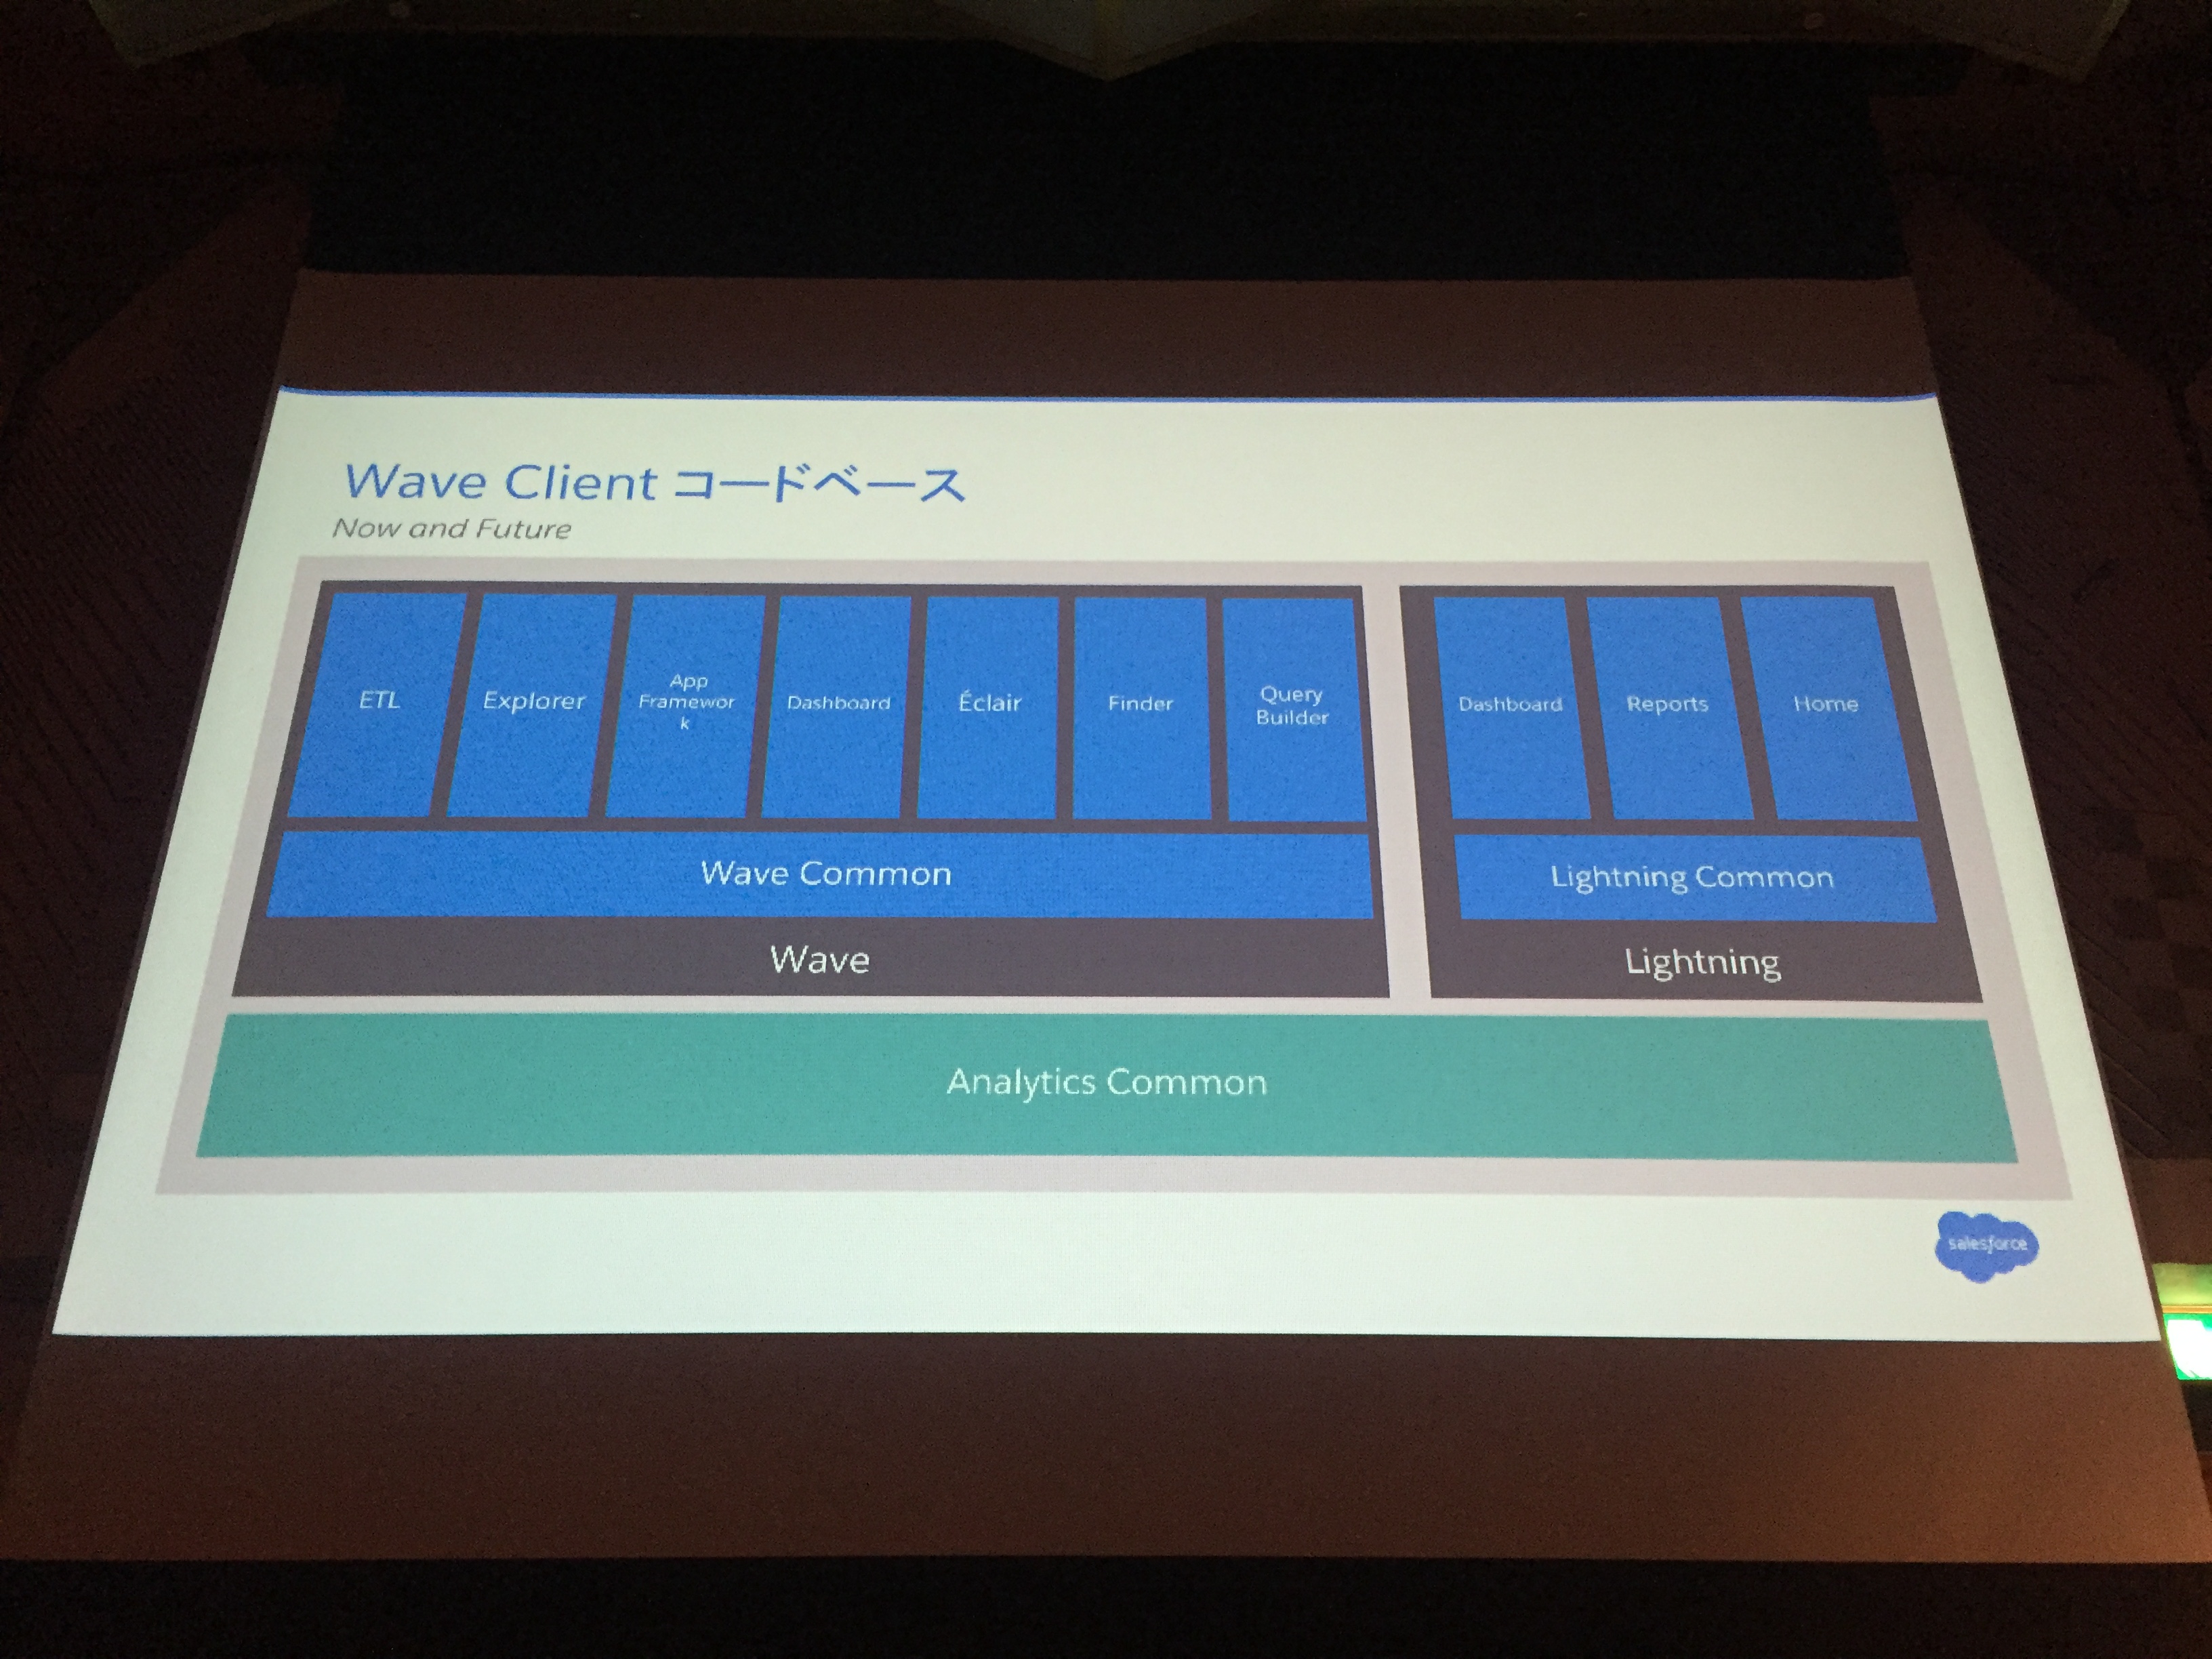 Wave Client コードベース
Now and Future
ETL
Explorer
App
Framewor
k
Dashboard
Éclair
Finder
Query
Builder
Wave Common
Wave
Dashboard
Reports
Home
Lightning Common
Lightning
Analytics Common
salesforce